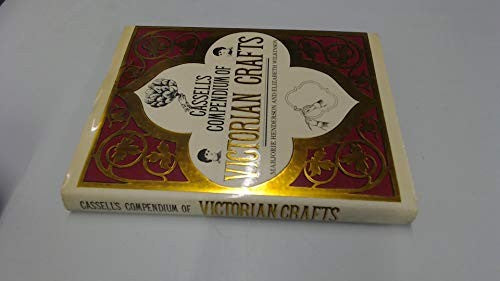 CASSELL'S
COMPENDIUM OF
VICTORIAN CRAFTS
MARJORIE HENDERSON AND ELIZABETH WILKINSON
CASSELL'S COMPENDIUM OF VICTORIAN CRAFTS